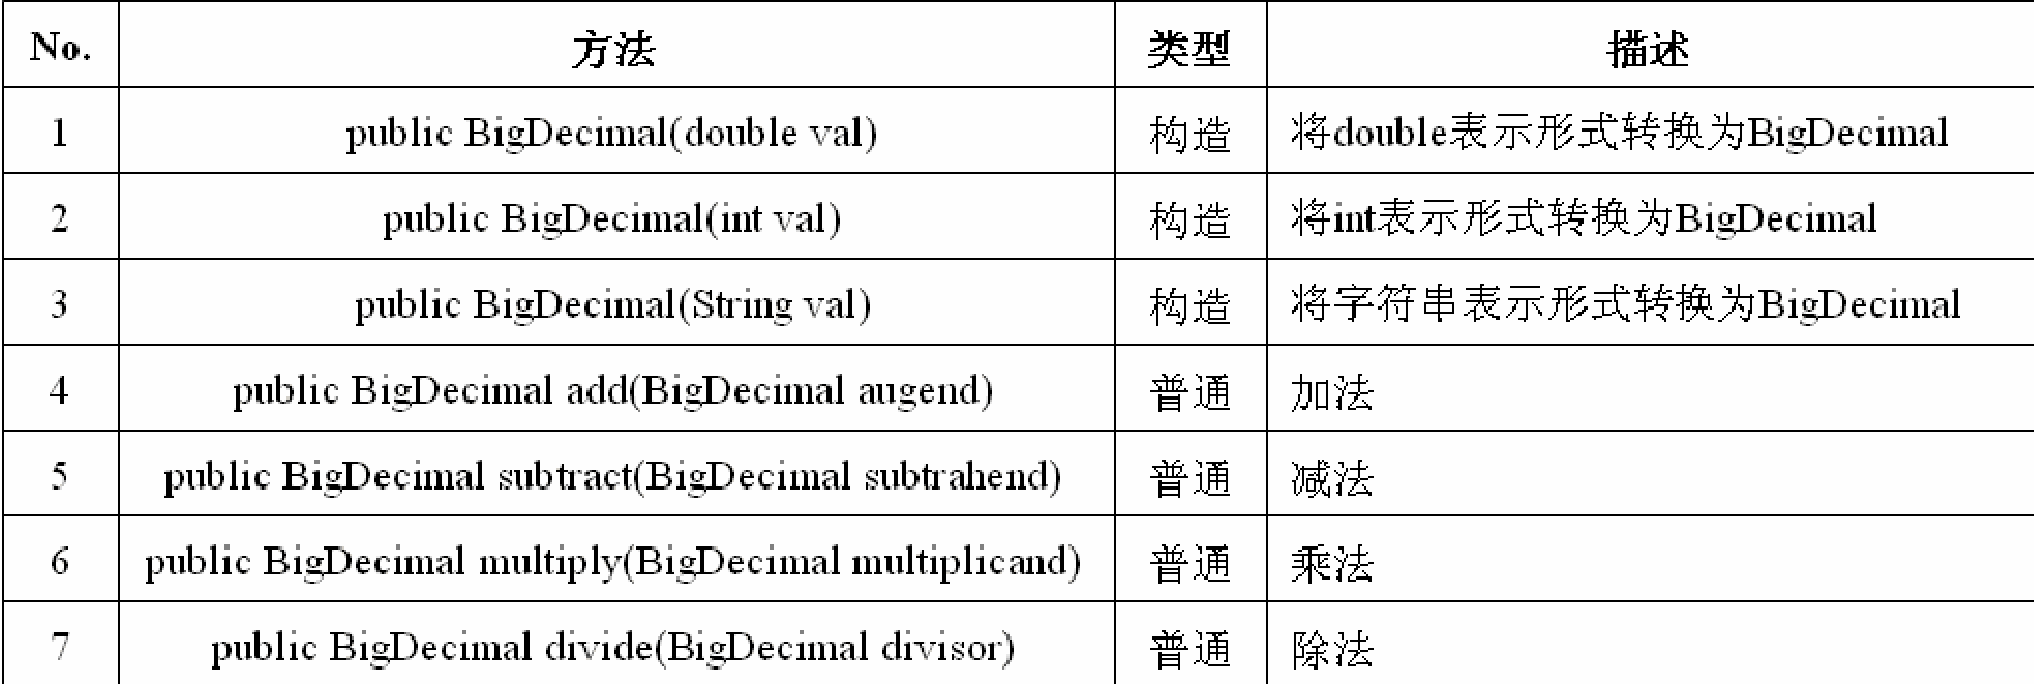 No. 方法 类型 描述
1 public BigDecimal(double val) 构造 将double表示形式转换为BigDecimal
2 public BigDecimal(int val) 构造 将int表示形式转换为BigDecimal
3 public BigDecimal(String val) 构造 将字符串表示形式转换为BigDecimal
4 public BigDecimal add(BigDecimal augend) 普通 加法
5 public BigDecimal subtract(BigDecimal subtrahend) 普通 减法
6 public BigDecimal multiply(BigDecimal multiplicand) 普通 乘法
7 public BigDecimal divide(BigDecimal divisor) 普通 除法